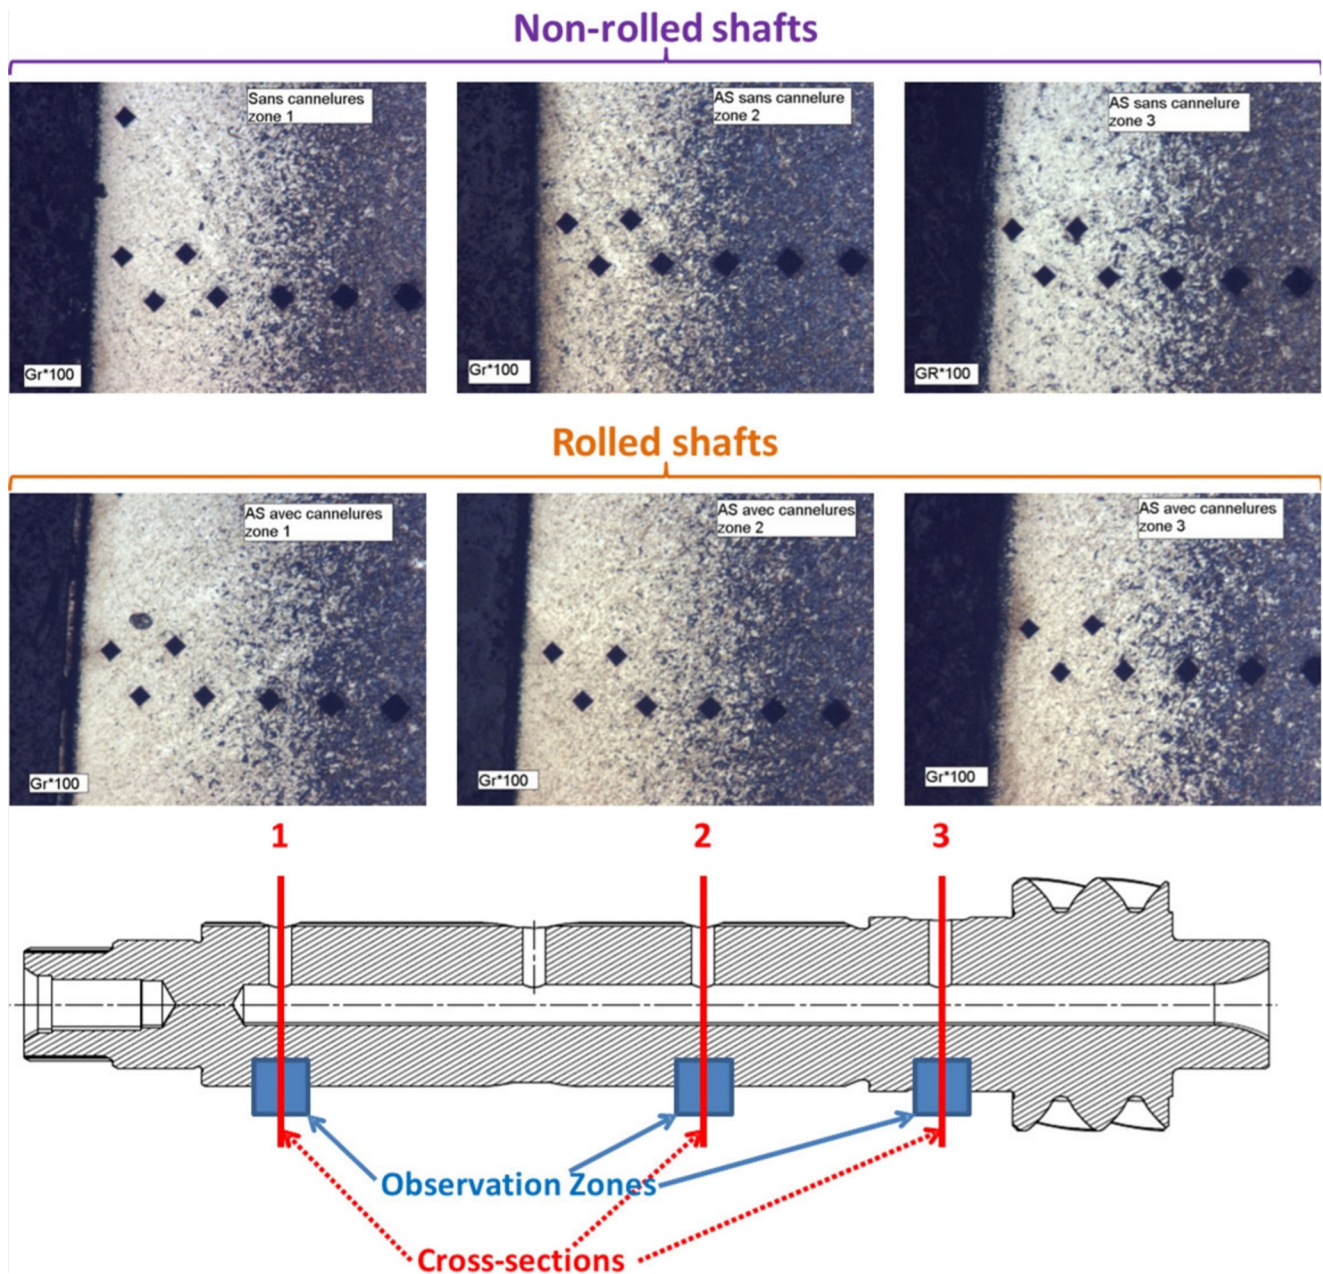 Non-rolled shafts
Sans cannelures
zone 1
Gr*100
AS sans cannelure
zone 2
Gr*100
AS sans cannelure
zone 3
GR*100
Rolled shafts
AS avec cannelures
zone 1
Gr*100
AS avec cannelures
zone 2
Gr*100
AS avec cannelures
zone 3
Gr*100
1
2
3
Observation Zones
Cross-sections